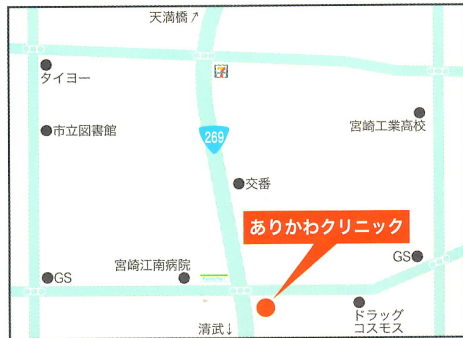 天満橋↗
タイヨー
市立図書館
宮崎工業高校
269
交番
ありかわクリニック
宮崎江南病院
GS
GS
ドラッグ
コスモス
清武↓